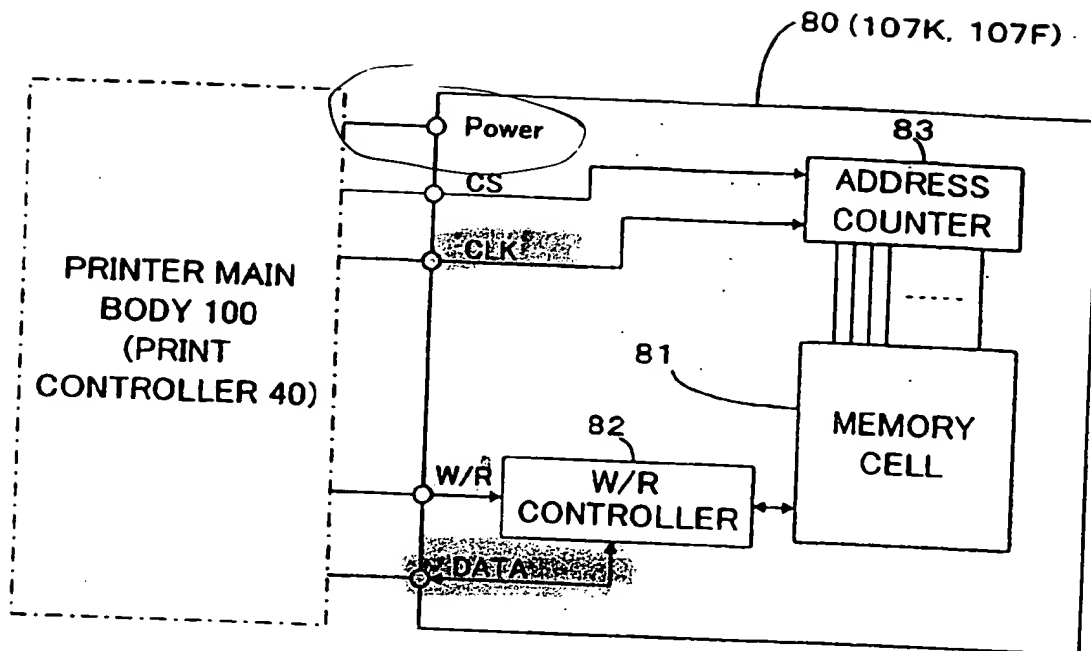 80 (107K, 107F)
Power
83
CS
ADDRESS
COUNTER
CLK
PRINTER MAIN
BODY 100
(PRINT
CONTROLLER 40)
81
MEMORY
CELL
82
W/R
W/R
CONTROLLER
DATA